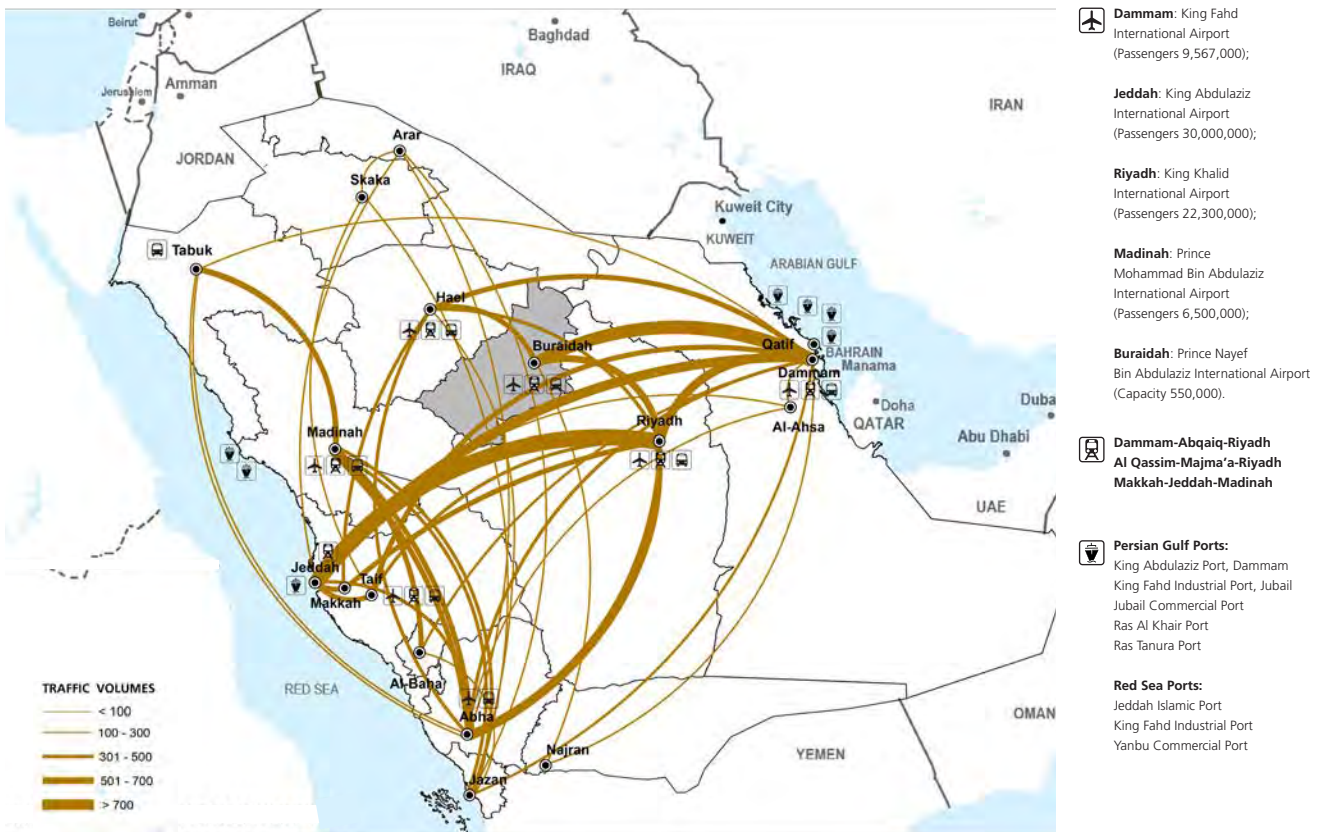 Beirut
Baghdad
IRAQ
Amman
Jerusalem
IRAN
JORDAN
Arar
Skaka
Kuwait City
KUWAIT
Tabuk
ARABIAN GULF
Hael
Buraidah
Qatif
BAHRAIN
Manama
Dammam
Riyadh
Al-Ahsa
Doha
QATAR
Duba
Abu Dhabi
Madinah
UAE
Jeddah
Taif
Makkah
RED SEA
Al-Baha
Abha
OMAN
Najran
YEMEN
Jazan
TRAFFIC VOLUMES
< 100
100 - 300
301 - 500
501 - 700
> 700
Dammam: King Fahd
International Airport
(Passengers 9,567,000);
Jeddah: King Abdulaziz
International Airport
(Passengers 30,000,000);
Riyadh: King Khalid
International Airport
(Passengers 22,300,000);
Madinah: Prince
Mohammad Bin Abdulaziz
International Airport
(Passengers 6,500,000);
Buraidah: Prince Nayef
Bin Abdulaziz International Airport
(Capacity 550,000).
Dammam-Abqaiq-Riyadh
Al Qassim-Majma’a-Riyadh
Makkah-Jeddah-Madinah
Persian Gulf Ports:
King Abdulaziz Port, Dammam
King Fahd Industrial Port, Jubail
Jubail Commercial Port
Ras Al Khair Port
Ras Tanura Port
Red Sea Ports:
Jeddah Islamic Port
King Fahd Industrial Port
Yanbu Commercial Port